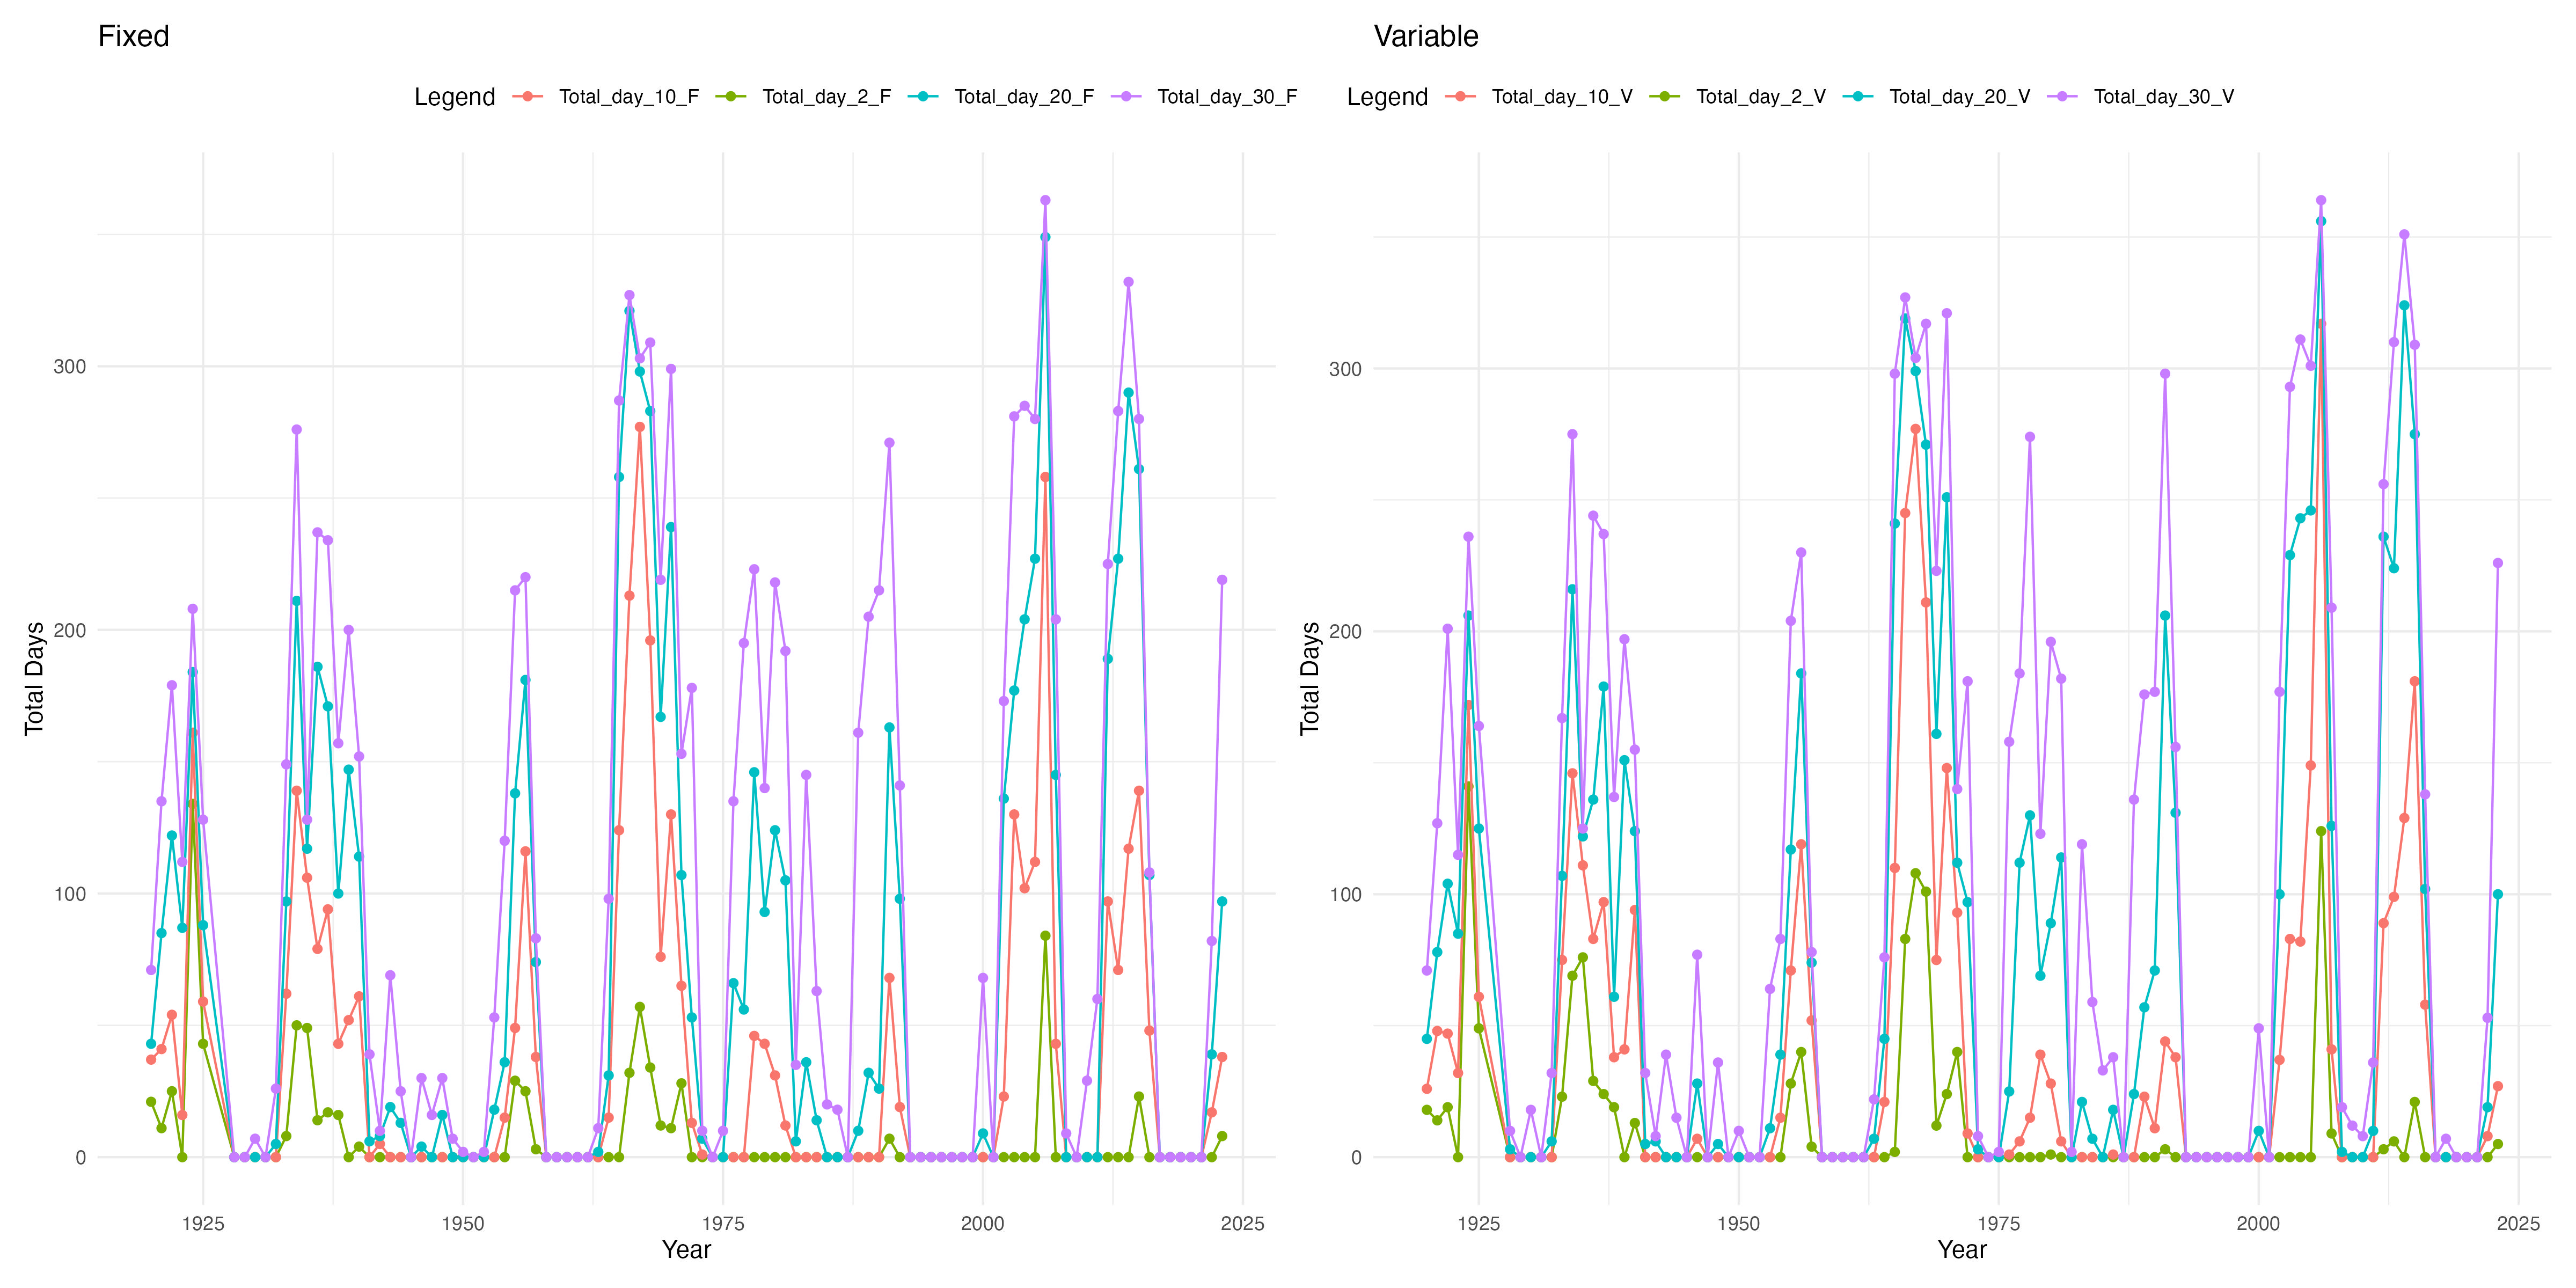 Fixed
Legend Total_day_10_F Total_day_2_F Total_day_20_F Total_day_30_F
300
200
100
0
Total Days
1925 1950 1975 2000 2025
Year
Variable
Legend Total_day_10_V Total_day_2_V Total_day_20_V Total_day_30_V
300
200
100
0
Total Days
1925 1950 1975 2000 2025
Year